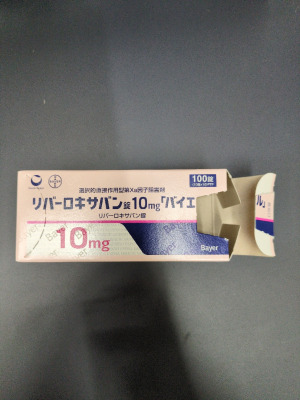 選択的直接作用型第Xa因子阻害剤
100錠
リバーロキサバン錠10mg「バイエ
ル」
リバーロキサバン錠
10mg
Bayer